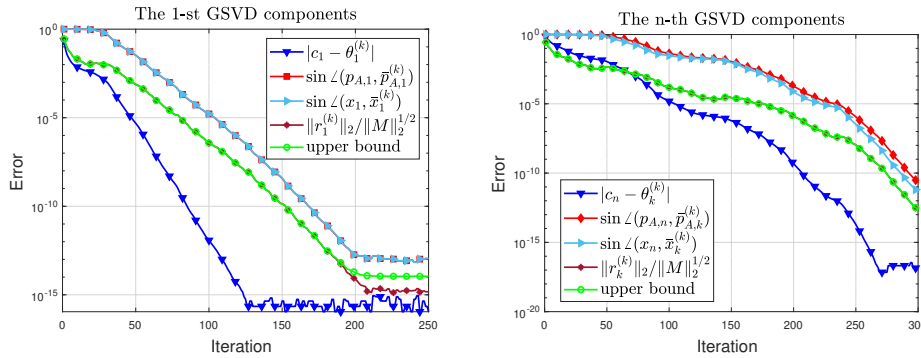 The 1-st GSVD components
Error
10^0
10^-5
10^-10
10^-15
0
50
100
150
200
250
Iteration
|c_1 − θ_1^(k)|
sin∠(p_{A,1}, p̄_{A,1}^(k))
sin∠(x_1, x̄_1^(k))
‖r_1^(k)‖_2/‖M‖_2^{1/2}
upper bound
The n-th GSVD components
Error
10^0
10^-5
10^-10
10^-15
10^-20
0
50
100
150
200
250
30
Iteration
|c_n − θ_k^(k)|
sin∠(p_{A,n}, p̄_{A,k}^(k))
sin∠(x_n, x̄_k^(k))
‖r_k^(k)‖_2/‖M‖_2^{1/2}
upper bound